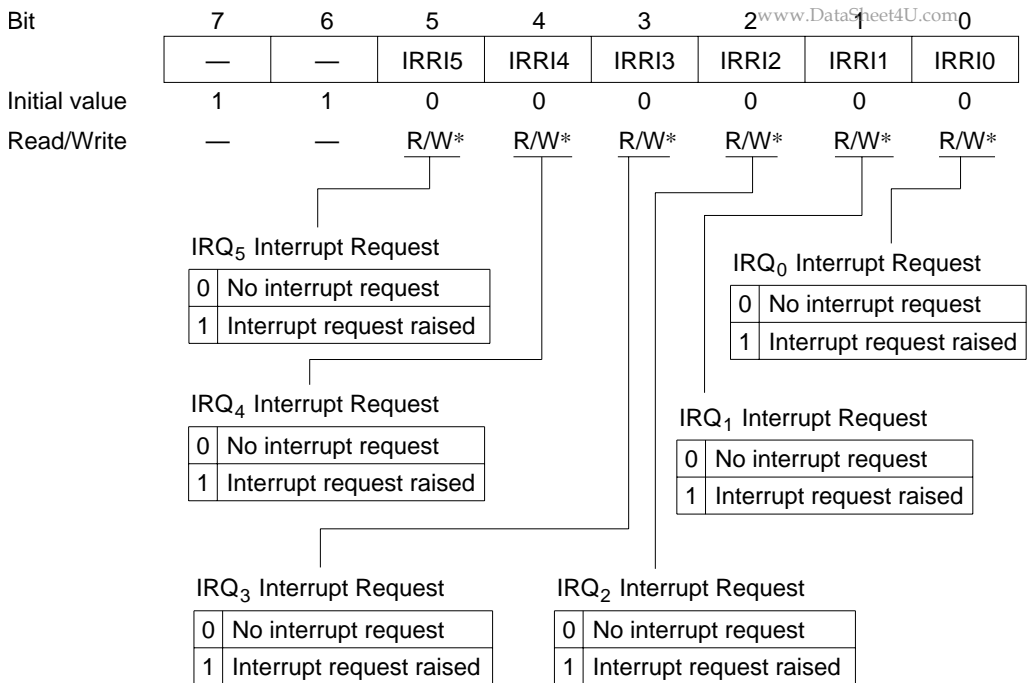 Bit 7 6 5 4 3 2 1 0
www.DataSheet4U.com
— — IRRI5 IRRI4 IRRI3 IRRI2 IRRI1 IRRI0
Initial value 1 1 0 0 0 0 0 0
Read/Write — — R/W* R/W* R/W* R/W* R/W* R/W*
IRQ5 Interrupt Request
0 No interrupt request
1 Interrupt request raised
IRQ0 Interrupt Request
0 No interrupt request
1 Interrupt request raised
IRQ4 Interrupt Request
0 No interrupt request
1 Interrupt request raised
IRQ1 Interrupt Request
0 No interrupt request
1 Interrupt request raised
IRQ3 Interrupt Request
0 No interrupt request
1 Interrupt request raised
IRQ2 Interrupt Request
0 No interrupt request
1 Interrupt request raised